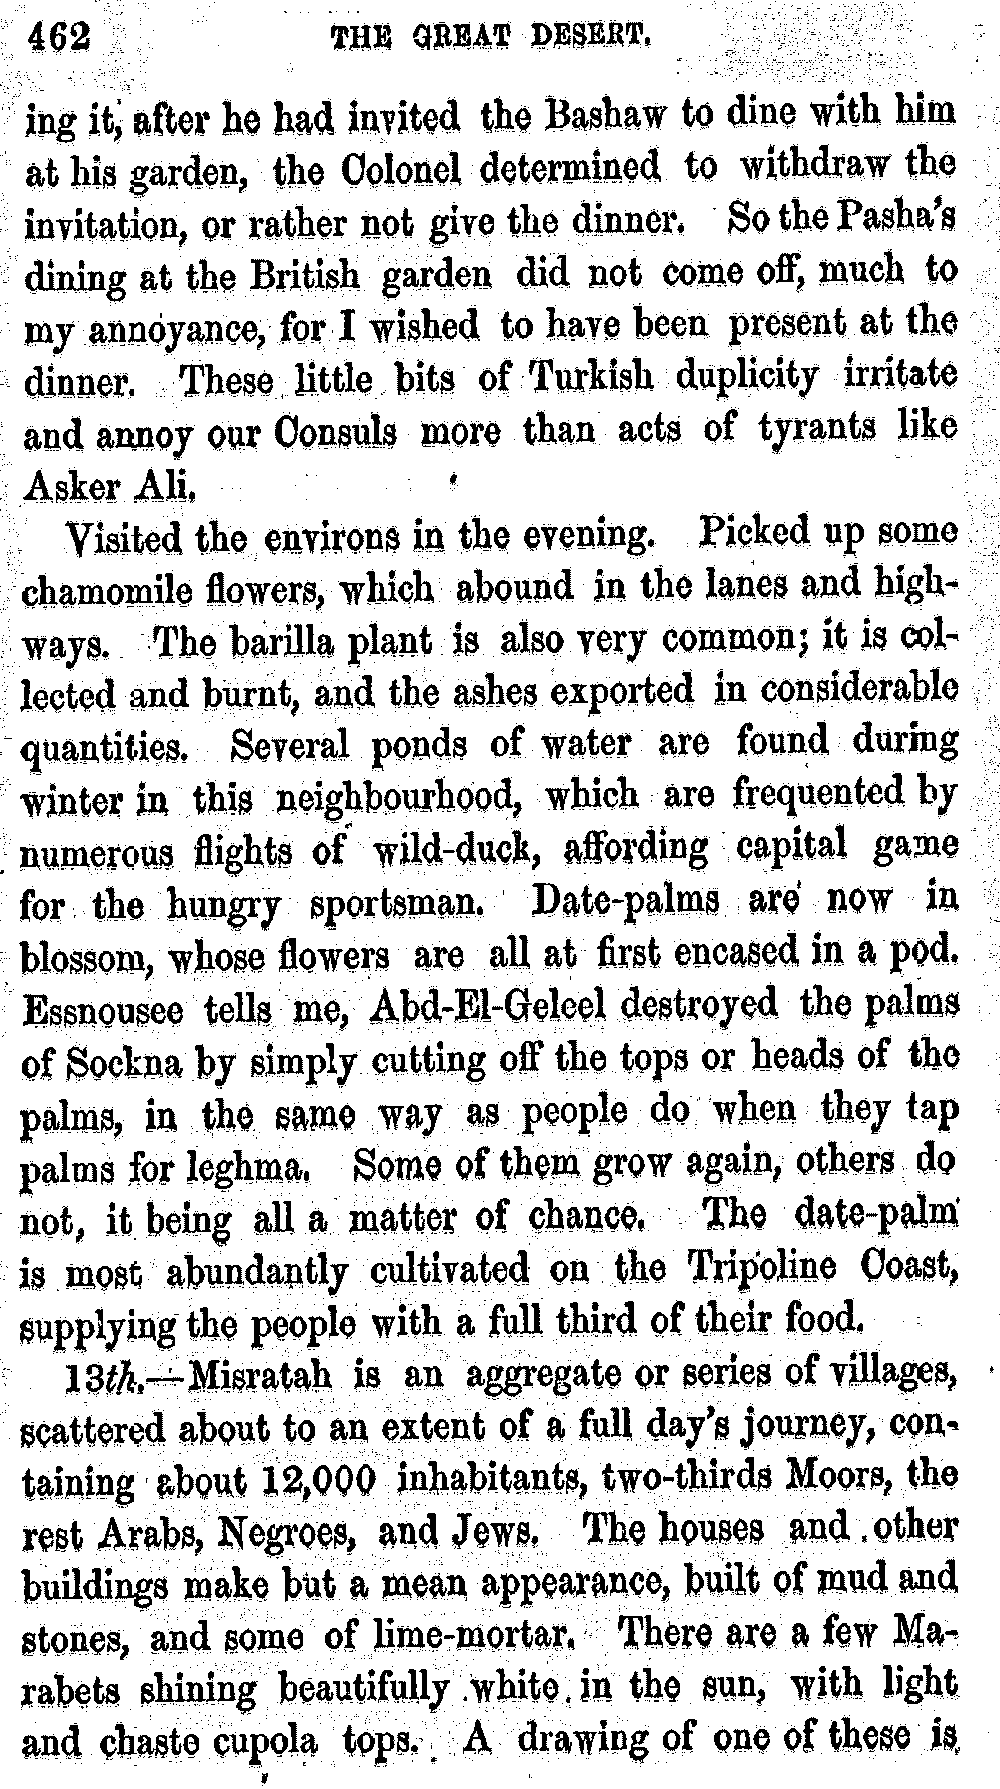 462 THE GREAT DESERT.
ing it, after he had invited the Bashaw to dine with him
at his garden, the Colonel determined to withdraw the
invitation, or rather not give the dinner. So the Pasha's
dining at the British garden did not come off, much to
my annoyance, for I wished to have been present at the
dinner. These little bits of Turkish duplicity irritate
and annoy our Consuls more than acts of tyrants like
Asker Ali.
Visited the environs in the evening. Picked up some
chamomile flowers, which abound in the lanes and high-
ways. The barilla plant is also very common; it is col-
lected and burnt, and the ashes exported in considerable
quantities. Several ponds of water are found during
winter in this neighbourhood, which are frequented by
numerous flights of wild-duck, affording capital game
for the hungry sportsman. Date-palms are now in
blossom, whose flowers are all at first encased in a pod.
Essnousee tells me, Abd-El-Geleel destroyed the palms
of Sockna by simply cutting off the tops or heads of the
palms, in the same way as people do when they tap
palms for leghma. Some of them grow again, others do
not, it being all a matter of chance. The date-palm
is most abundantly cultivated on the Tripoline Coast,
supplying the people with a full third of their food.
13th.—Misratah is an aggregate or series of villages,
scattered about to an extent of a full day's journey, con-
taining about 12,000 inhabitants, two-thirds Moors, the
rest Arabs, Negroes, and Jews. The houses and other
buildings make but a mean appearance, built of mud and
stones, and some of lime-mortar. There are a few Ma-
rabets shining beautifully white in the sun, with light
and chaste cupola tops. A drawing of one of these is